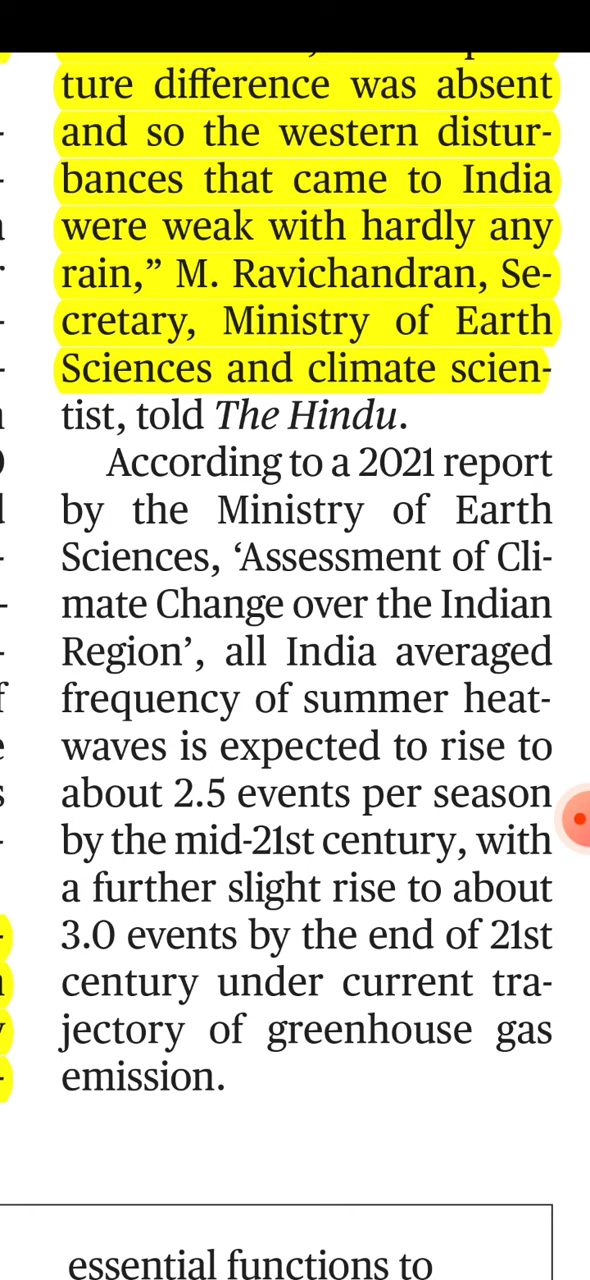 ture difference was absent
and so the western distur-
bances that came to India
were weak with hardly any
rain,” M. Ravichandran, Se-
cretary, Ministry of Earth
Sciences and climate scien-
tist, told The Hindu.
According to a 2021 report
by the Ministry of Earth
Sciences, ‘Assessment of Cli-
mate Change over the Indian
Region’, all India averaged
frequency of summer heat-
waves is expected to rise to
about 2.5 events per season
by the mid-21st century, with
a further slight rise to about
3.0 events by the end of 21st
century under current tra-
jectory of greenhouse gas
emission.
essential functions to